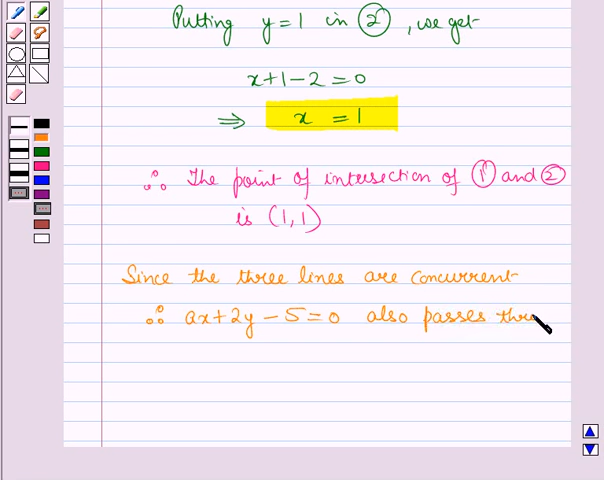 Putting y=1 in ②, we get
x+1-2=0
⇒ x = 1
∴ The point of intersection of ① and ②
is (1,1)
Since the three lines are concurrent
∴ ax+2y-5=0 also passes